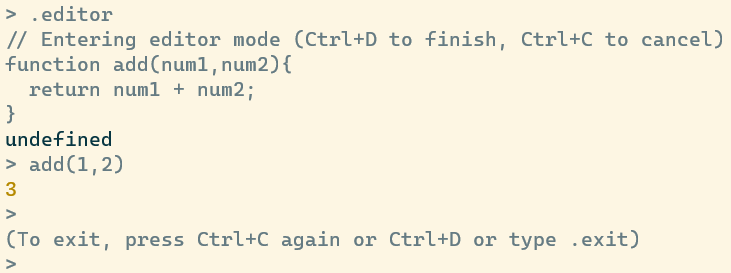 > .editor
// Entering editor mode (Ctrl+D to finish, Ctrl+C to cancel)
function add(num1,num2){
  return num1 + num2;
}
undefined
> add(1,2)
3
>
(To exit, press Ctrl+C again or Ctrl+D or type .exit)
>